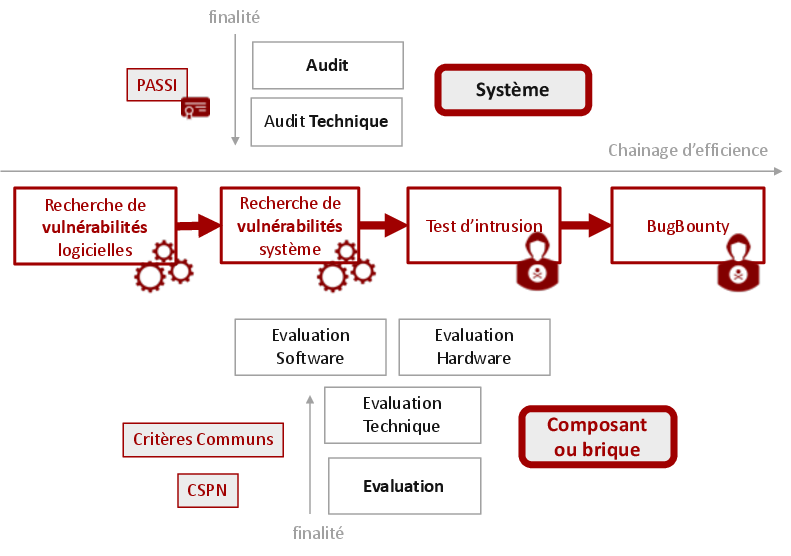 finalité
Audit
PASSI
Système
Audit Technique
Chainage d’efficience
Recherche de
vulnérabilités
logicielles
Recherche de
vulnérabilités
système
Test d’intrusion
BugBounty
Evaluation
Software
Evaluation
Hardware
Evaluation
Technique
Composant
ou brique
Critères Communs
CSPN
Evaluation
finalité